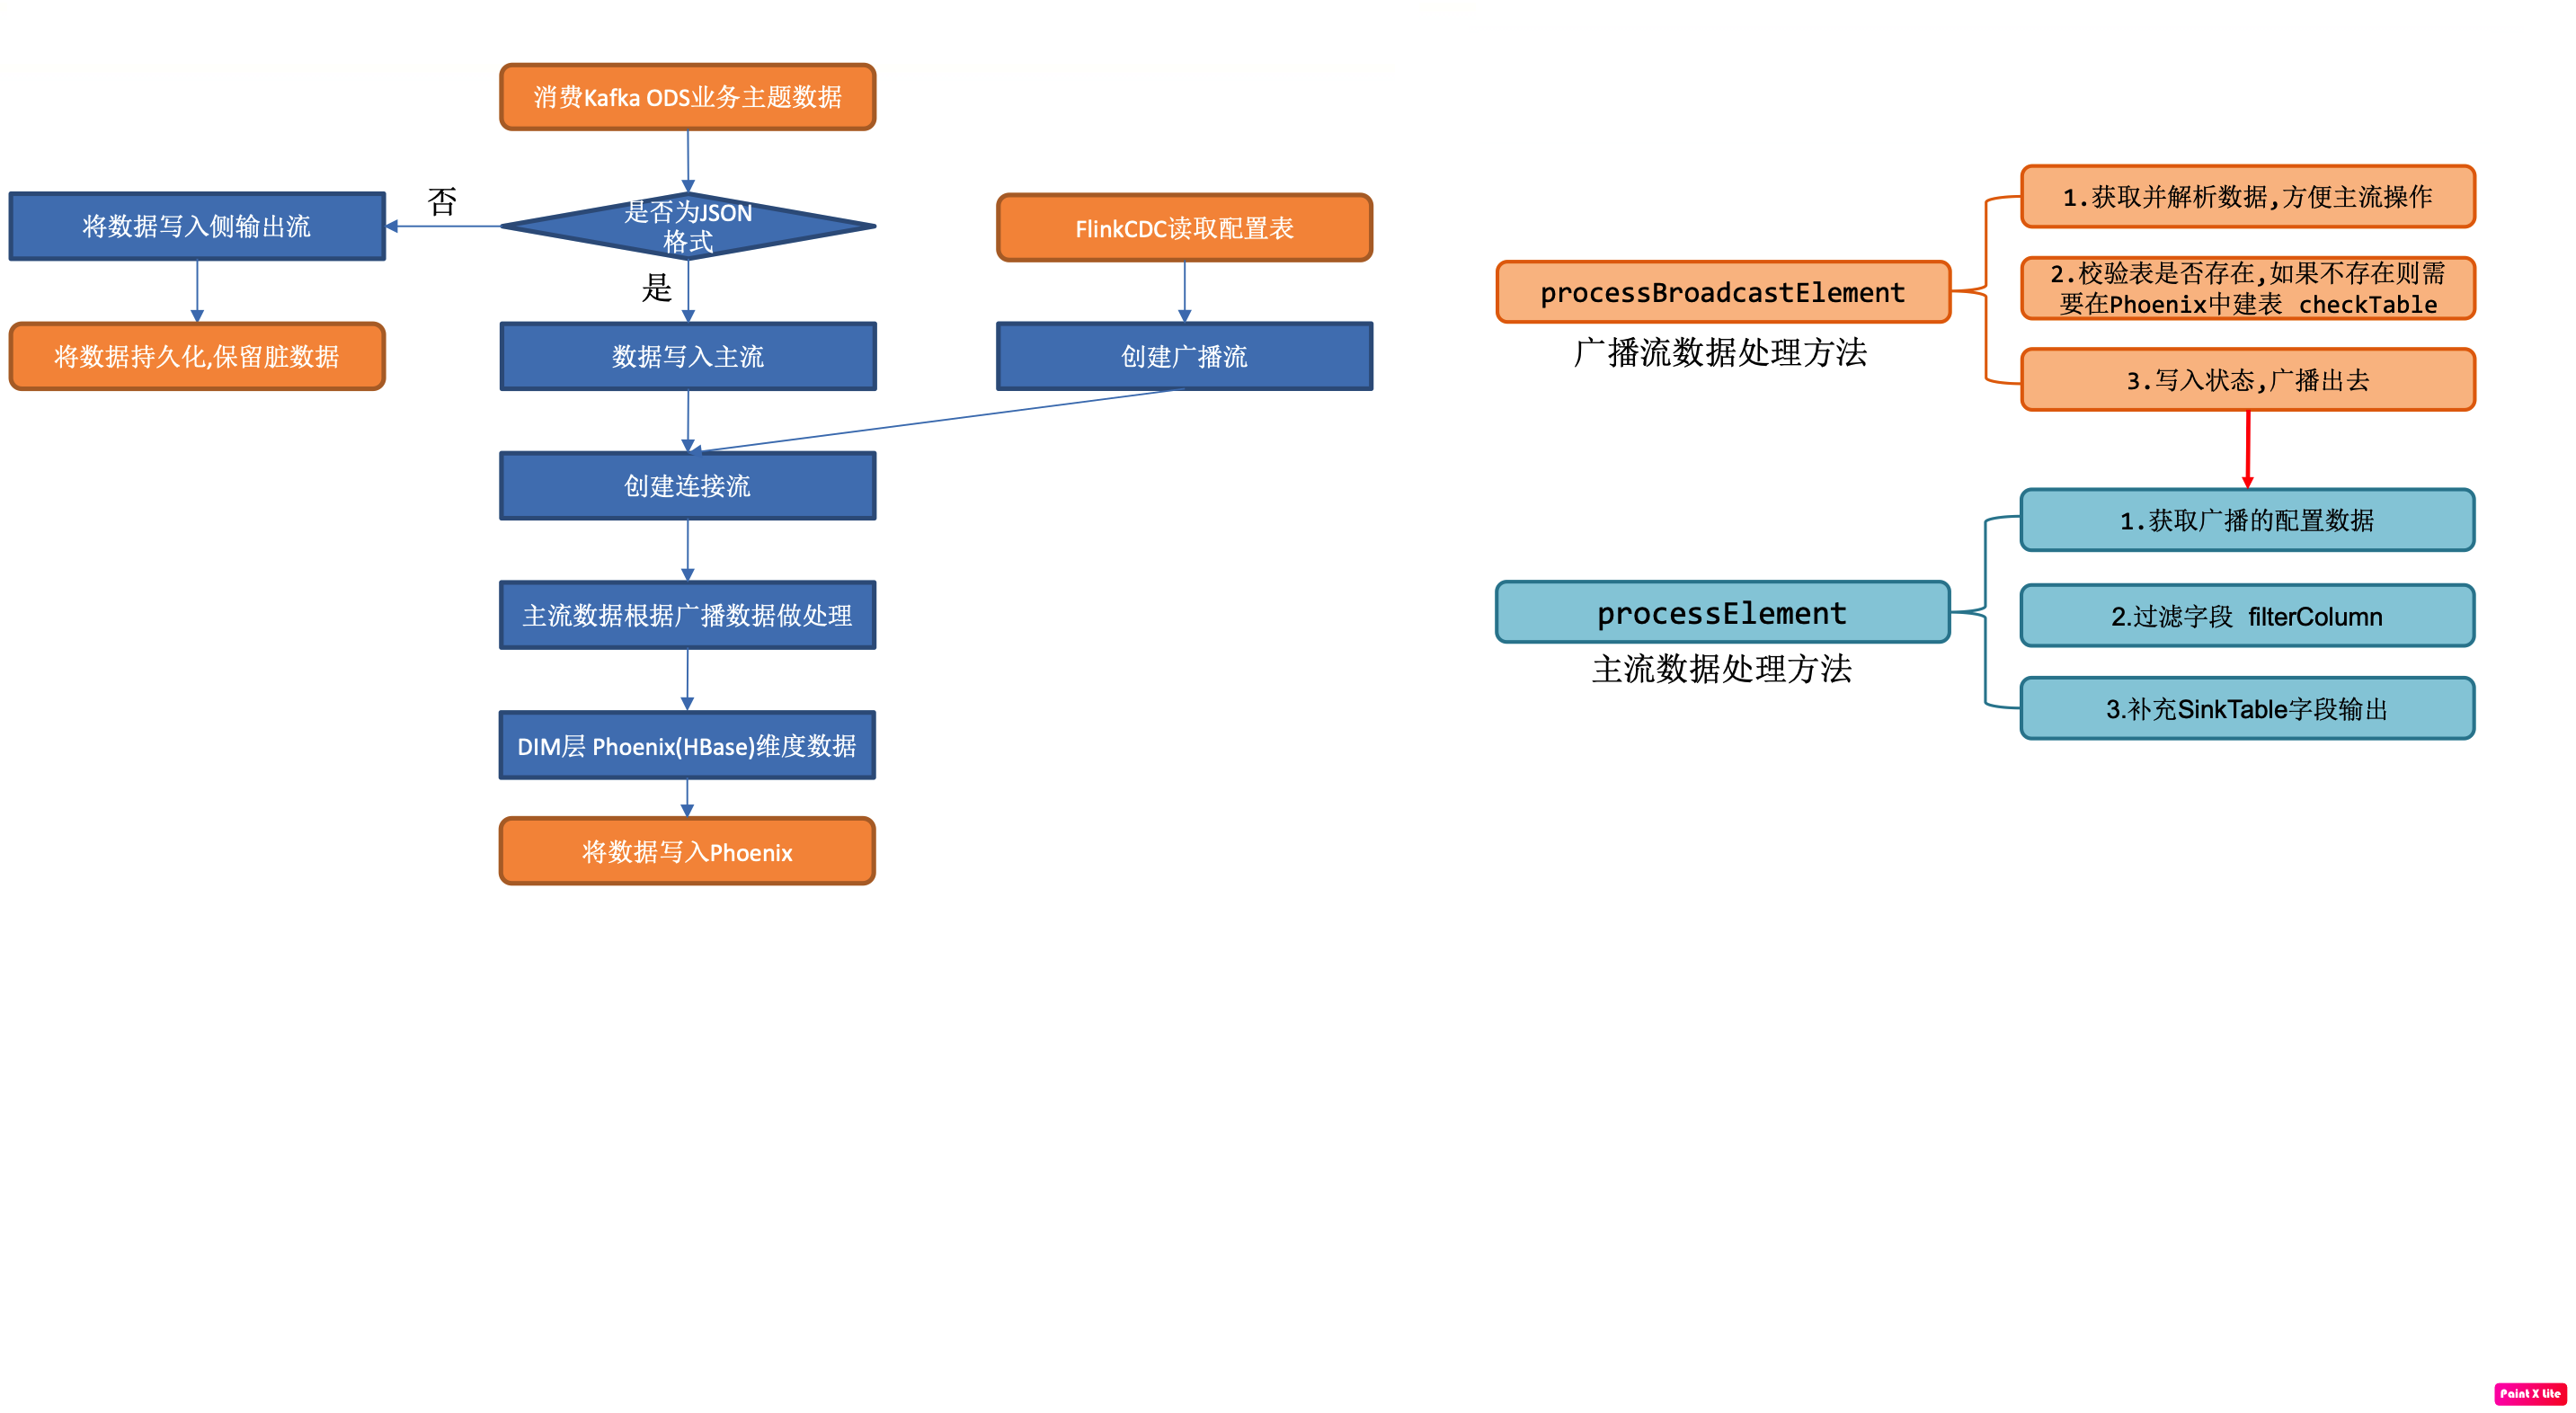 消费Kafka ODS业务主题数据
否
是否为JSON
格式
将数据写入侧输出流
FlinkCDC读取配置表
是
将数据持久化,保留脏数据
数据写入主流
创建广播流
创建连接流
主流数据根据广播数据做处理
DIM层 Phoenix(HBase)维度数据
将数据写入Phoenix
processBroadcastElement
广播流数据处理方法
1.获取并解析数据,方便主流操作
2.校验表是否存在,如果不存在则需
要在Phoenix中建表 checkTable
3.写入状态,广播出去
processElement
主流数据处理方法
1.获取广播的配置数据
2.过滤字段 filterColumn
3.补充SinkTable字段输出
Paint X Lite